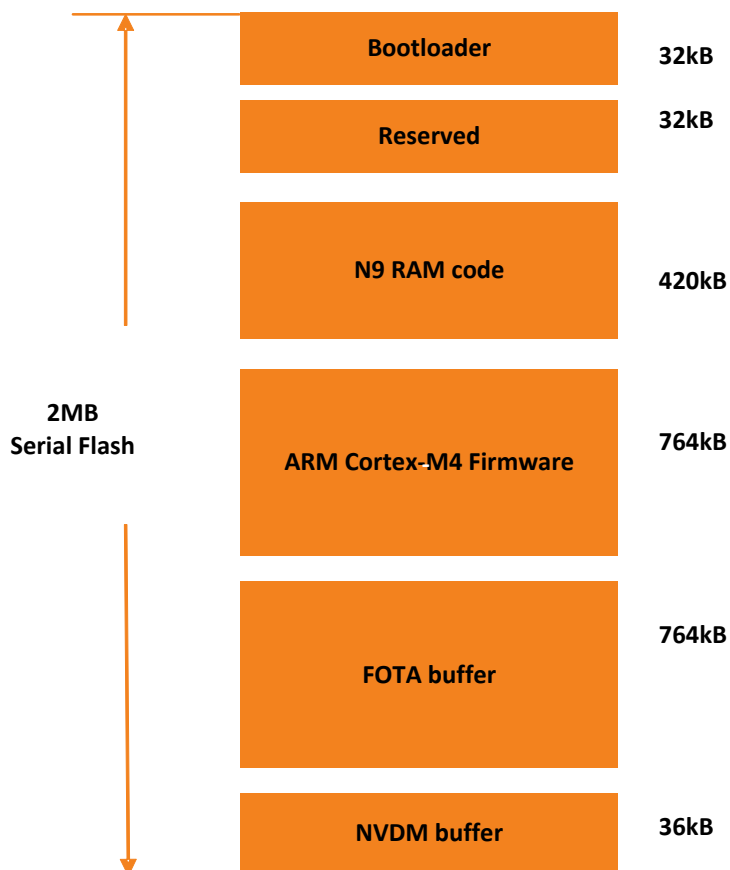 Bootloader
32kB
Reserved
32kB
N9 RAM code
420kB
2MB
Serial Flash
ARM Cortex-M4 Firmware
764kB
FOTA buffer
764kB
NVDM buffer
36kB